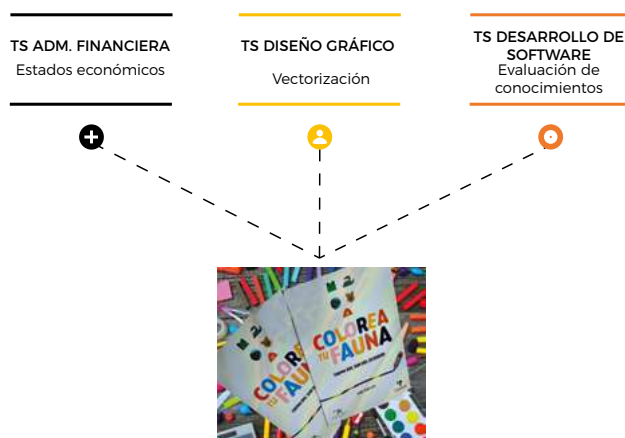 TS ADM. FINANCIERA
Estados económicos
TS DISEÑO GRÁFICO
Vectorización
TS DESARROLLO DE
SOFTWARE
Evaluación de
conocimientos
COLOREA
TU FAUNA
COLOREA
TU FAUNA